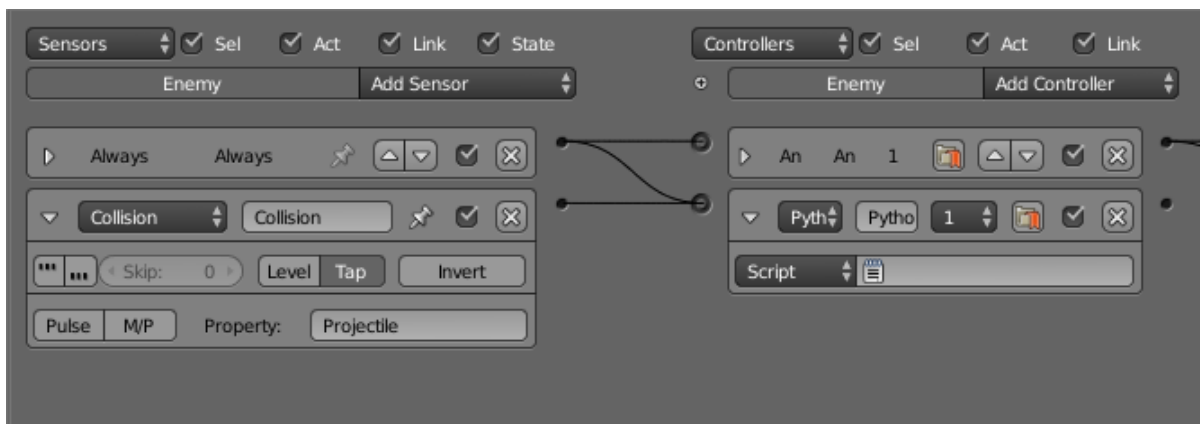 Sensors Sel Act Link State Controllers Sel Act Link
Enemy Add Sensor Enemy Add Controller
Always Always An An 1
Collision Collision Pyth Pytho 1
Skip: 0 Level Tap Invert Script
Pulse M/P Property: Projectile